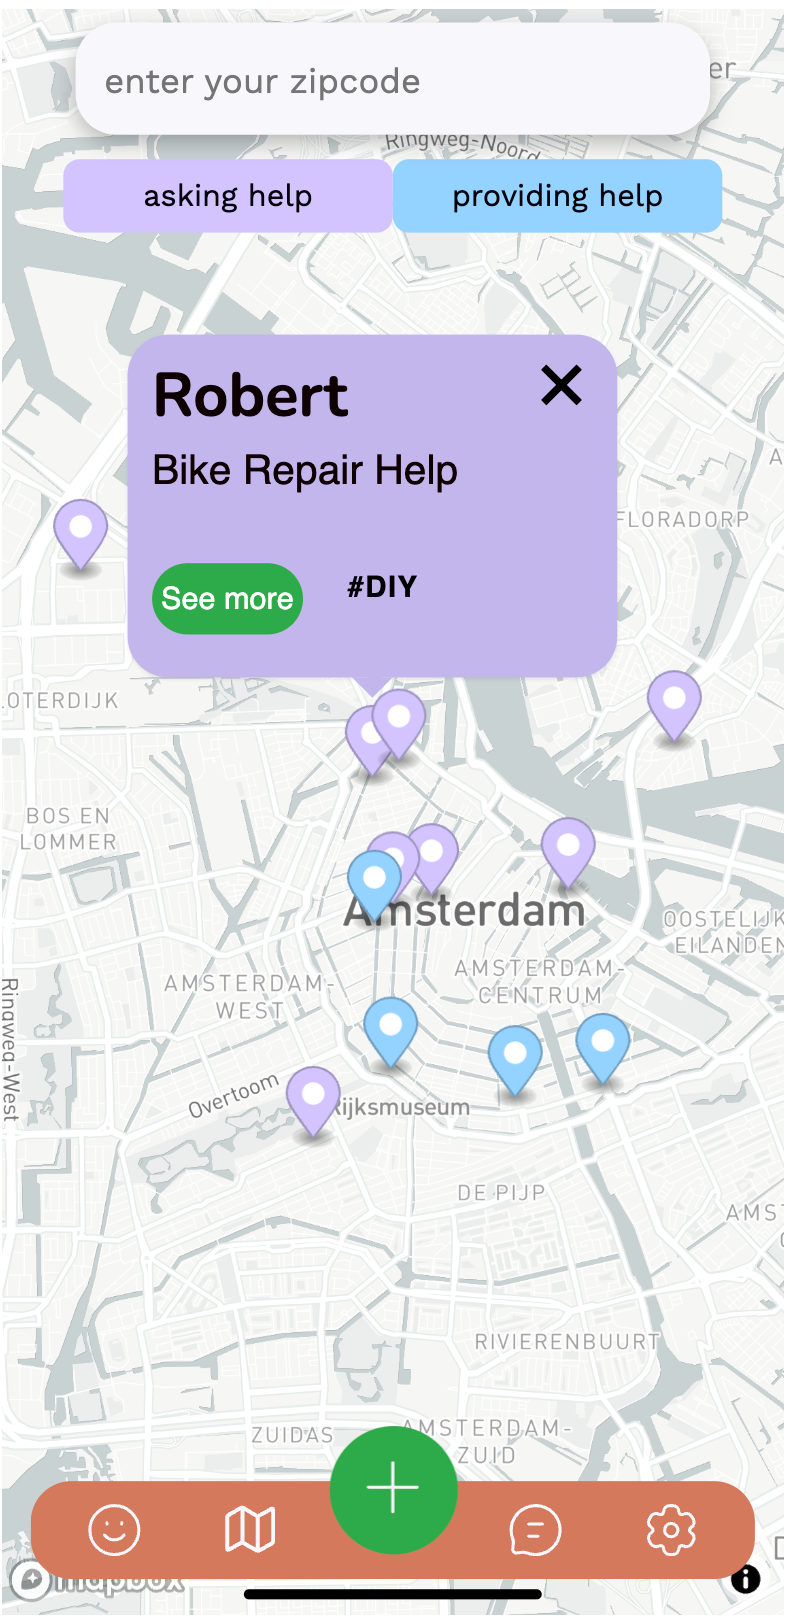 enter your zipcode
er
Ringweg-Noord
asking help
providing help
Robert
Bike Repair Help
See more
#DIY
A
FLORADORP
LOTERDIJK
BOS EN
LOMMER
Amsterdam
OOSTELIJK
EILANDEN
AMSTERDAM-
CENTRUM
AMSTERDAM-
WEST
Ringweg-West
Overtoom
Rijksmuseum
DE PIJP
AMST
RIVIERENBUURT
ZUIDAS
AMSTERDAM-
ZUID
mapbox